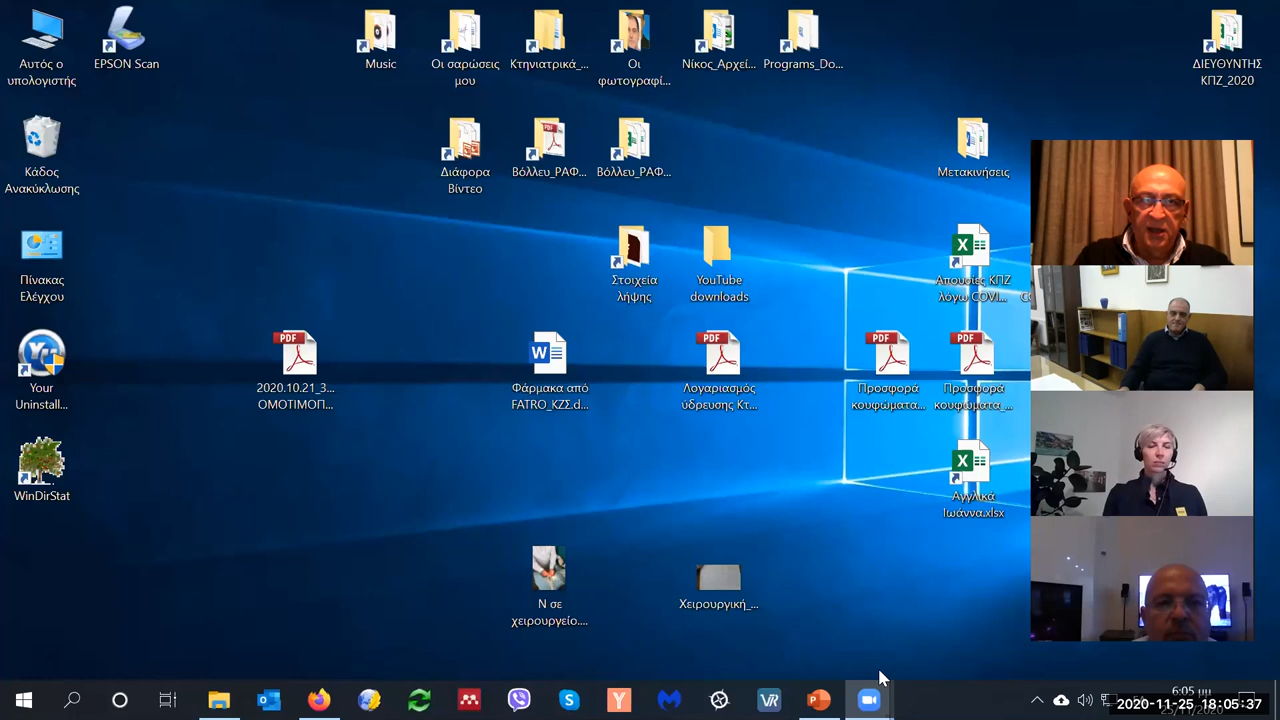 Αυτός ο
υπολογιστής
EPSON Scan
Music
Οι σαρώσεις
μου
Κτηνιατρικά_...
Οι
φωτογραφί...
Νίκος_Αρχεί...
Programs_Do...
ΔΙΕΥΘΥΝΤΗΣ
ΚΠΖ_2020
Κάδος
Ανακύκλωσης
Διάφορα
Βίντεο
Βόλλευ_ΡΑΦ...
Βόλλευ_ΡΑΦ...
Μετακινήσεις
Πίνακας
Ελέγχου
Στοιχεία
λήψης
YouTube
downloads
Απουσίες ΚΠΖ
λόγω COVI...
Your
Uninstall...
2020.10.21_3...
ΟΜΟΤΙΜΟΠ...
Φάρμακα από
FATRO_ΚΖΣ.d...
Λογαριασμός
ύδρευσης Κτ...
Προσφορά
κουφώματα...
Προσφορά
κουφώματα_...
WinDirStat
Αγγλικά
Ιωάννα.xlsx
Ν σε
χειρουργείο....
Χειρουργική_...
6:05 μμ
2020-11-25 18:05:37